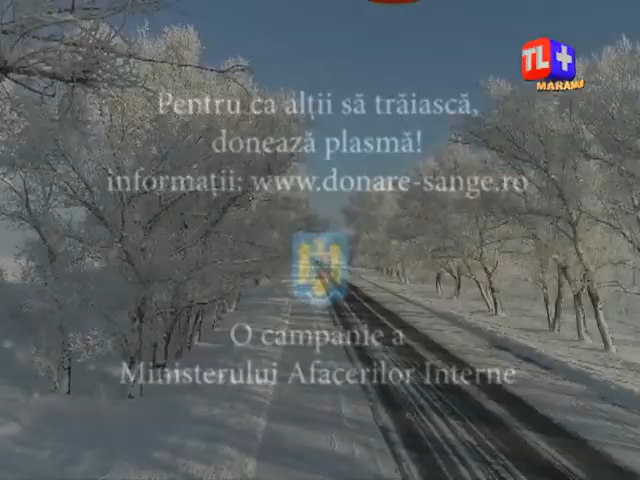 TL+
MARAMU
Pentru ca alții să trăiască,
donează plasmă!
informații: www.donare-sange.ro
O campanie a
Ministerului Afacerilor Interne